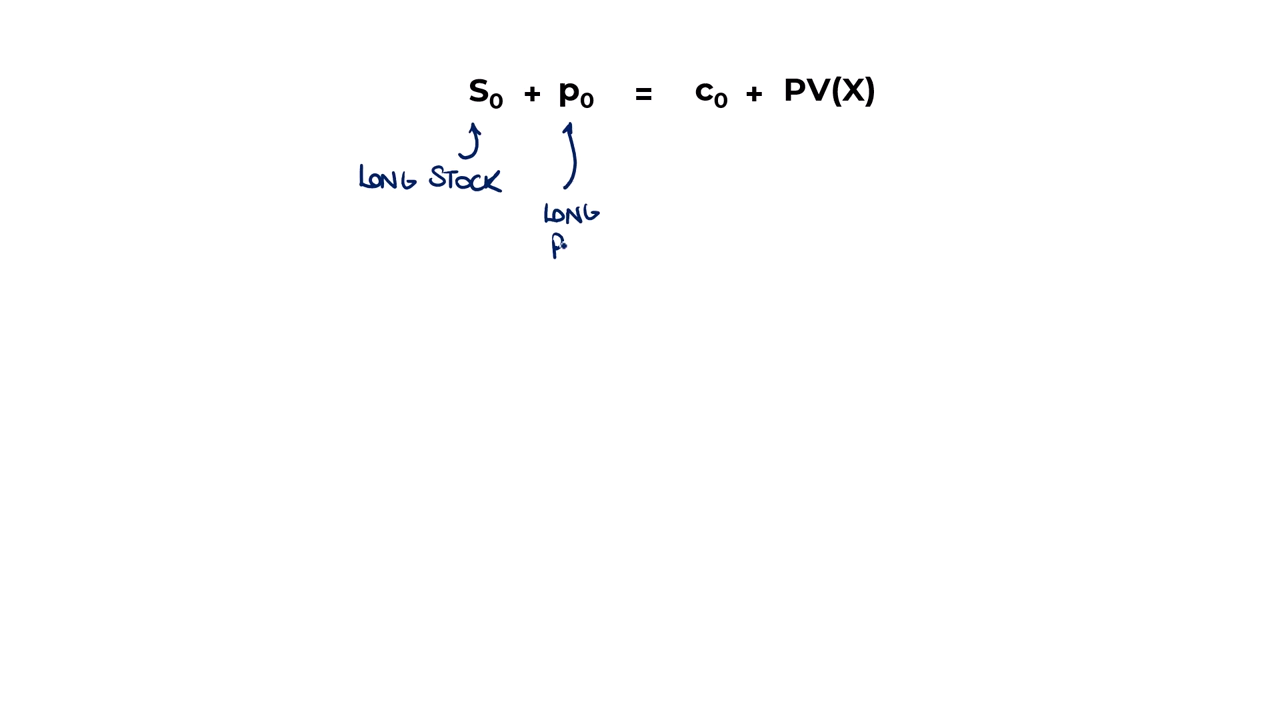 S₀ + p₀ = c₀ + PV(X)
LONG STOCK
LONG
P